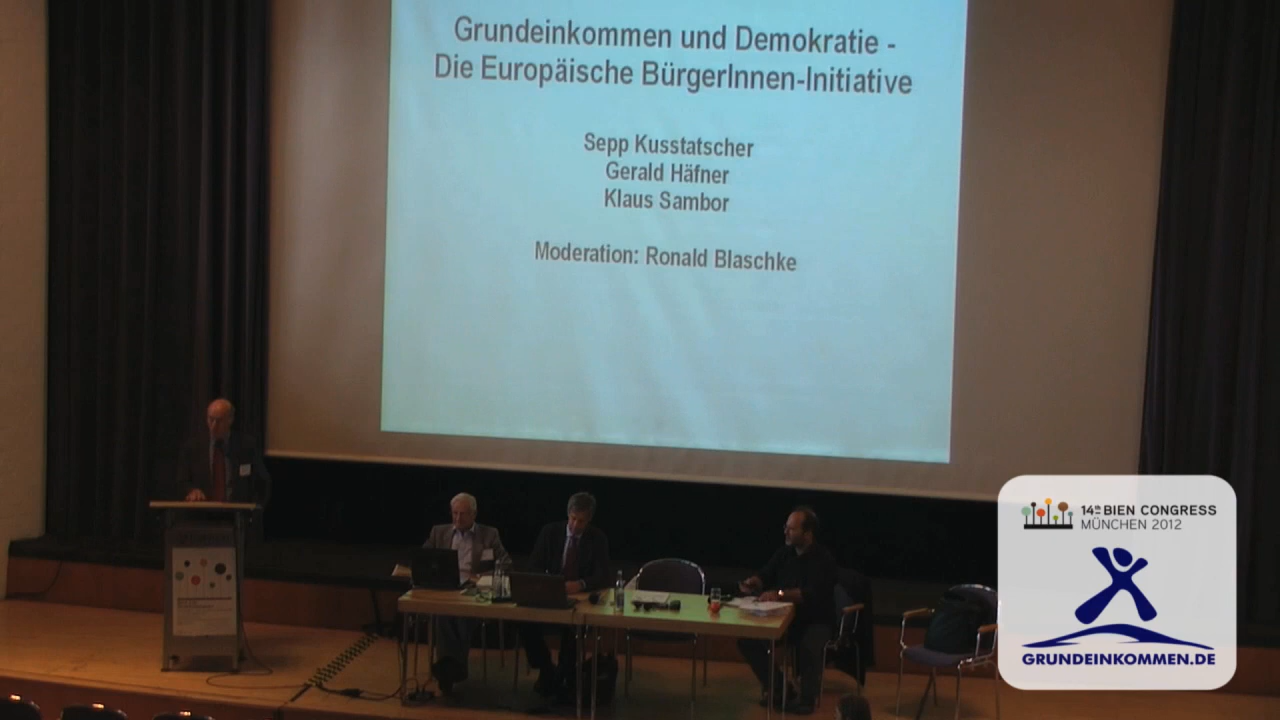 Grundeinkommen und Demokratie -
Die Europäische BürgerInnen-Initiative
Sepp Kusstatscher
Gerald Häfner
Klaus Sambor
Moderation: Ronald Blaschke
14th BIEN CONGRESS
MÜNCHEN 2012
GRUNDEINKOMMEN.DE